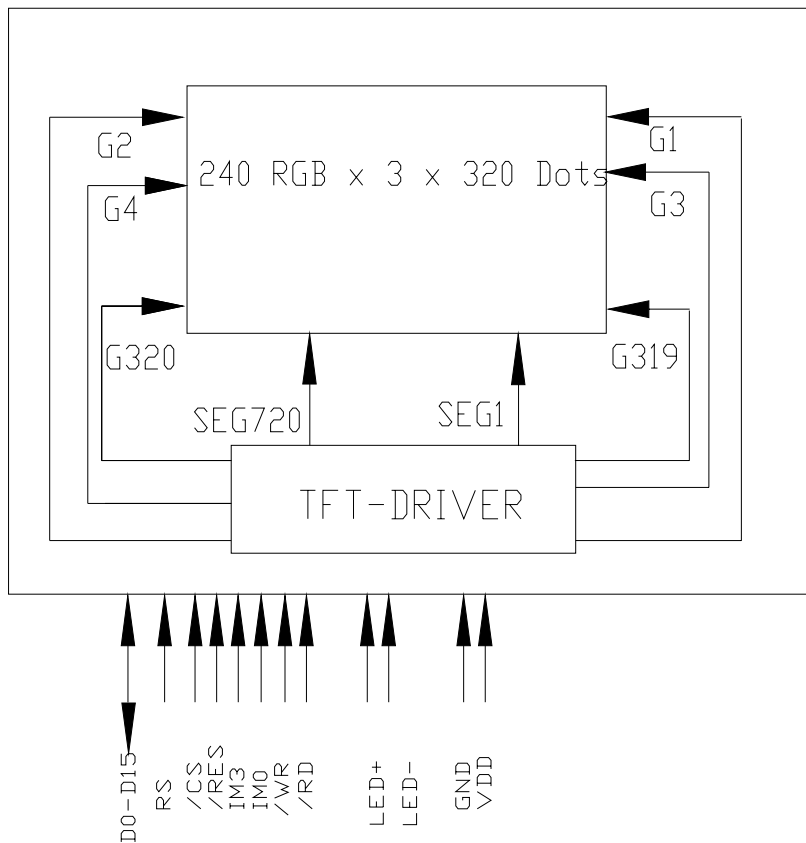 G2
G1
240 RGB x 3 x 320 Dots
G4
G3
G320
G319
SEG720
SEG1
TFT-DRIVER
D0-D15
RS
/CS
/RES
IM3
IM0
/WR
/RD
LED+
LED-
GND
VDD